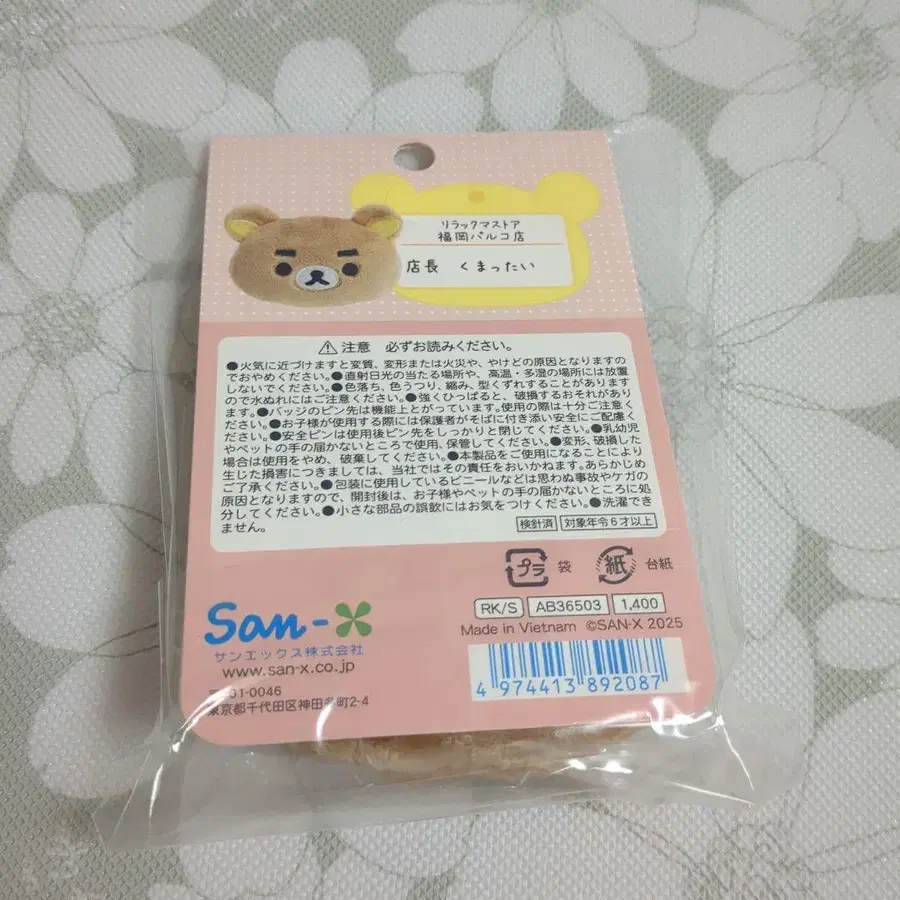 リラックマストア
福岡パルコ店
店長 くまったい
注意 必ずお読みください。
●火気に近づけますと変質、変形または火災や、やけどの原因となりますの
でおやめください。●直射日光の当たる場所や、高温・多湿の場所には放置
しないでください。●色落ち、色うつり、縮み、型くずれすることがあります
ので水ぬれにはご注意ください。●強くひっぱると、破損するおそれがあり
ます。●バッジのピン先は機能上とがっています。使用の際は十分ご注意く
ださい。●お子様が使用する際には保護者がそばに付き添い安全にご配慮く
ださい。●安全ピンは使用後ピン先をしっかりと閉じてください。●乳幼児
やペットの手の届かないところで使用、保管してください。●変形、破損した
場合は使用をやめ、破棄してください。●本製品をご使用になることにより
生じた損害につきましては、当社ではその責任をおいかねます。あらかじめ
ご了承ください。●包装に使用しているビニールなどは思わぬ事故やケガの
原因となりますので、開封後は、お子様やペットの手の届かないところに処
分してください。●小さな部品の誤飲にはお気をつけください。●洗濯でき
ません。
検針済 対象年令6才以上
プラ 袋 紙 台紙
RK/S AB36503 1,400
Made in Vietnam ©SAN-X 2025
San-X
サンエックス株式会社
www.san-x.co.jp
01-0046
東京都千代田区神田多町2-4
4 974413 892087